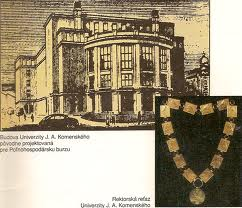 Budova Univerzity J. A. Komenského
pôvodne projektovaná
pre Poľnohospodársku burzu
Rektorská reťaz
Univerzity J. A. Komenského